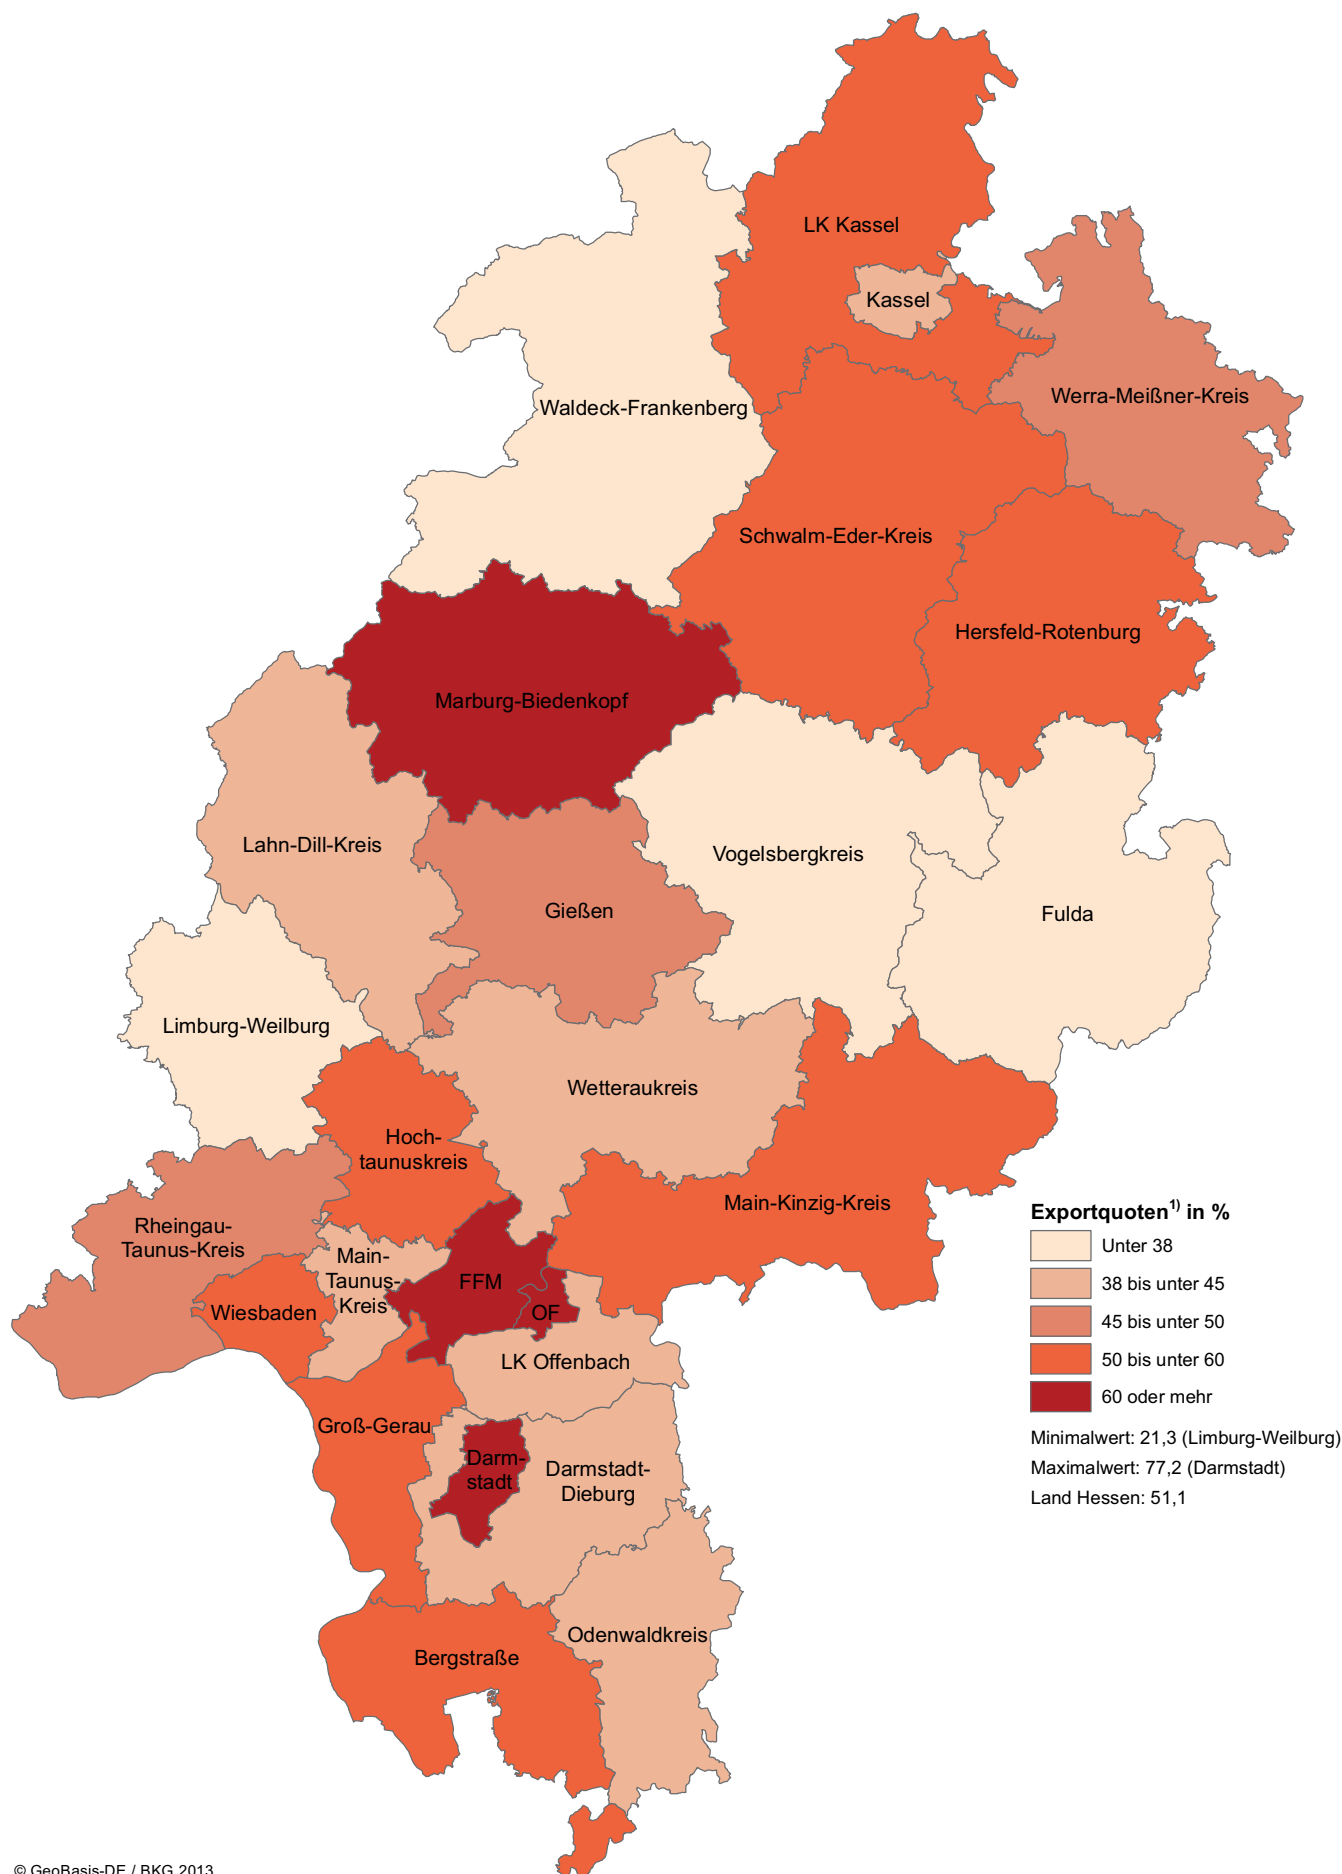 LK Kassel
Kassel
Werra-Meißner-Kreis
Waldeck-Frankenberg
Schwalm-Eder-Kreis
Hersfeld-Rotenburg
Marburg-Biedenkopf
Lahn-Dill-Kreis
Vogelsbergkreis
Gießen
Fulda
Limburg-Weilburg
Wetteraukreis
Hoch-
taunuskreis
Main-Kinzig-Kreis
Rheingau-
Taunus-Kreis
Main-
Taunus-
Kreis
FFM
OF
Wiesbaden
LK Offenbach
Groß-Gerau
Darm-
stadt
Darmstadt-
Dieburg
Odenwaldkreis
Bergstraße
Exportquoten1) in %
Unter 38
38 bis unter 45
45 bis unter 50
50 bis unter 60
60 oder mehr
Minimalwert: 21,3 (Limburg-Weilburg)
Maximalwert: 77,2 (Darmstadt)
Land Hessen: 51,1
© GeoBasis-DE / BKG 2013